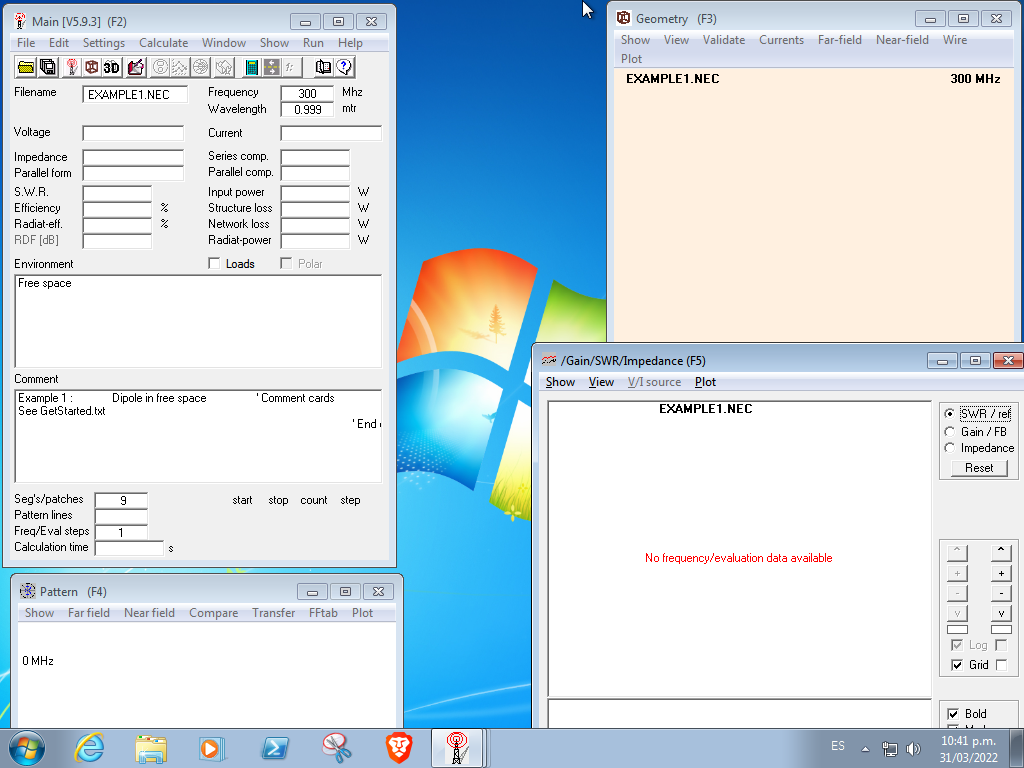 Main [V5.9.3] (F2)
File Edit Settings Calculate Window Show Run Help
3D
Filename EXAMPLE1.NEC Frequency 300 Mhz
Wavelength 0.999 mtr
Voltage Current
Impedance Series comp.
Parallel form Parallel comp.
S.W.R. Input power W
Efficiency % Structure loss W
Radiat-eff. % Network loss W
RDF [dB] Radiat-power W
Environment Loads Polar
Free space
Comment
Example 1 : Dipole in free space ' Comment cards
See GetStarted.txt
' End
Seg's/patches 9 start stop count step
Pattern lines
Freq/Eval steps 1
Calculation time s
Pattern (F4)
Show Far field Near field Compare Transfer FFtab Plot
0 MHz
Geometry (F3)
Show View Validate Currents Far-field Near-field Wire
Plot
EXAMPLE1.NEC 300 MHz
/Gain/SWR/Impedance (F5)
Show View V/I source Plot
EXAMPLE1.NEC
No frequency/evaluation data available
SWR / ref
Gain / FB
Impedance
Reset
^ ^
+ +
- -
v v
Log
Grid
Bold
ES
10:41 p.m.
31/03/2022